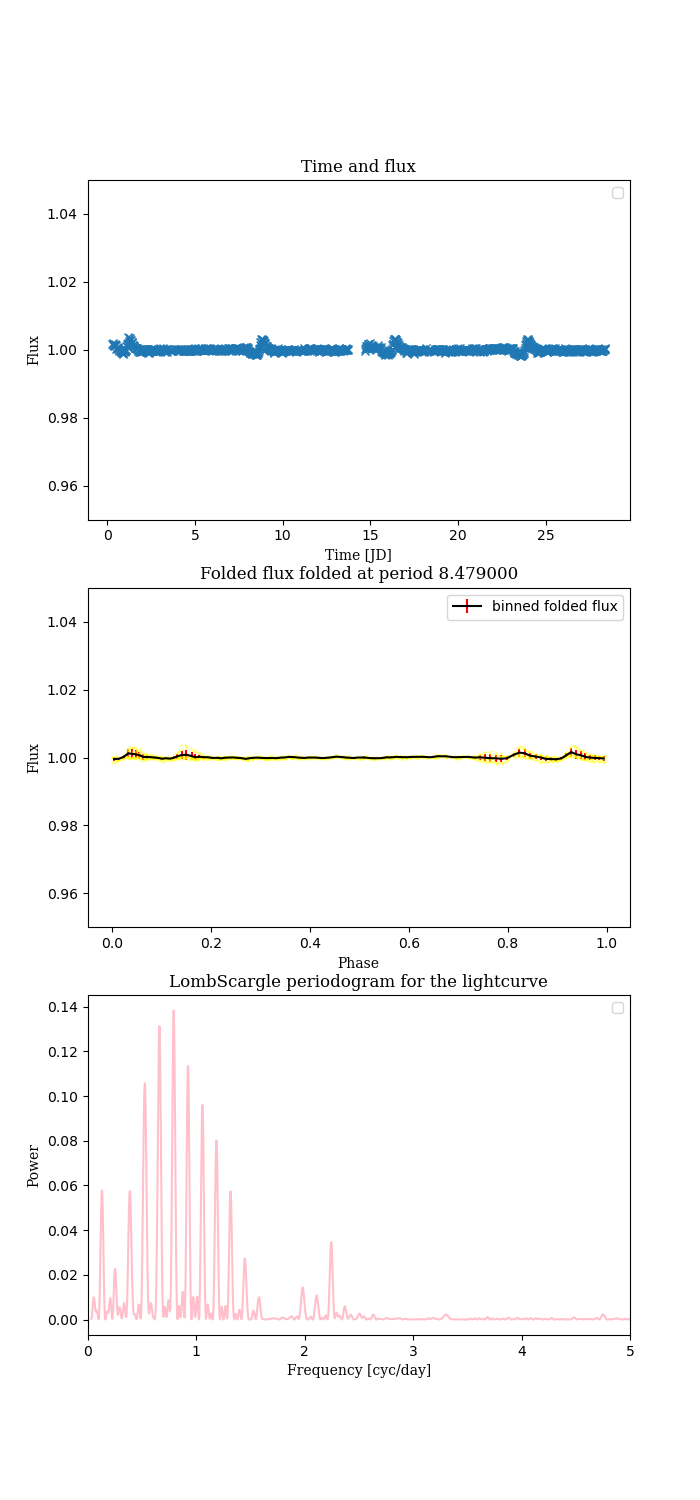 Time and flux
1.04
1.02
1.00
0.98
0.96
Flux
0 5 10 15 20 25
Time [JD]
Folded flux folded at period 8.479000
binned folded flux
1.04
1.02
1.00
0.98
0.96
Flux
0.0 0.2 0.4 0.6 0.8 1.0
Phase
LombScargle periodogram for the lightcurve
0.14
0.12
0.10
0.08
0.06
0.04
0.02
0.00
Power
0 1 2 3 4 5
Frequency [cyc/day]